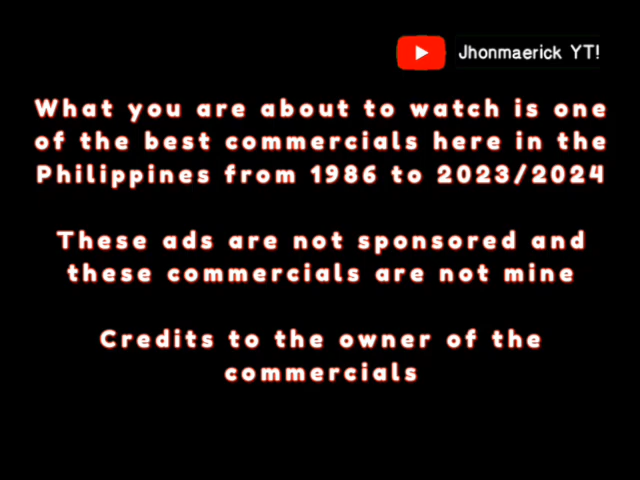 Jhonmaerick YT!
What you are about to watch is one
of the best commercials here in the
Philippines from 1986 to 2023/2024
These ads are not sponsored and
these commercials are not mine
Credits to the owner of the
commercials